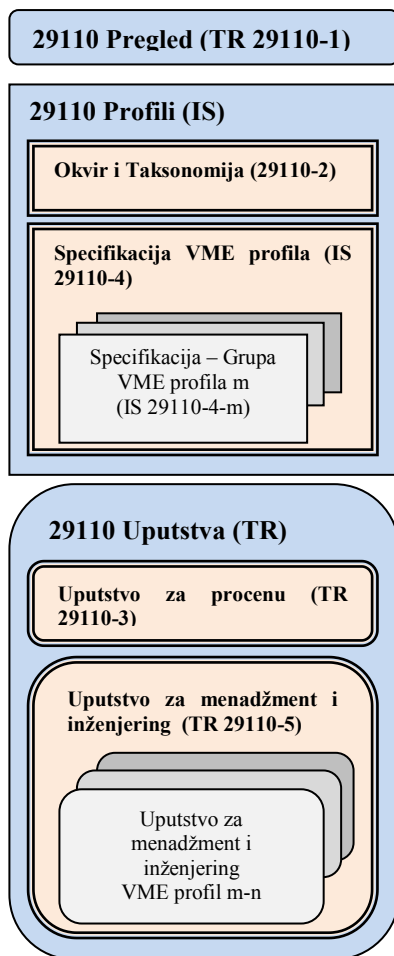 29110 Pregled (TR 29110-1)
29110 Profili (IS)
Okvir i Taksonomija (29110-2)
Specifikacija VME profila (IS
29110-4)
Specifikacija – Grupa
VME profila m
(IS 29110-4-m)
29110 Uputstva (TR)
Uputstvo za procenu (TR
29110-3)
Uputstvo za menadžment i
inženjering (TR 29110-5)
Uputstvo za
menadžment i
inženjering
VME profil m-n